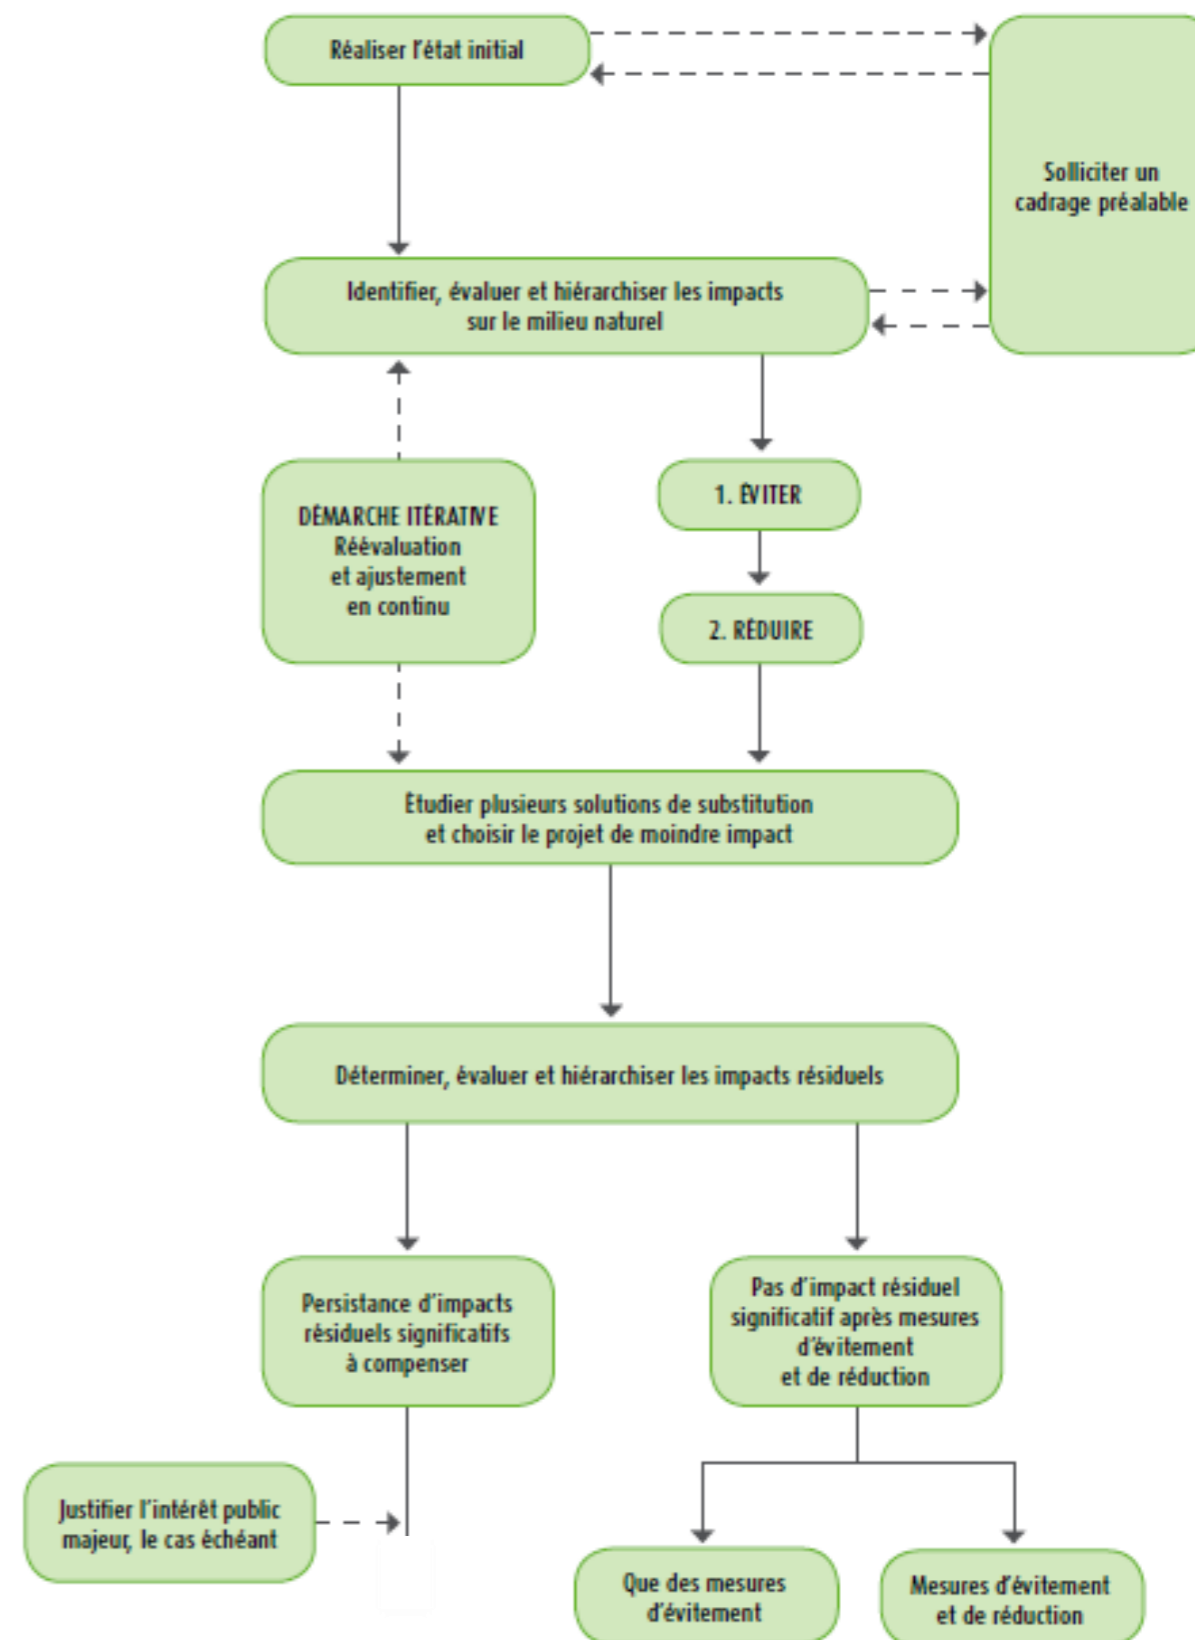 Réaliser l'état initial
Solliciter un
cadrage préalable
Identifier, évaluer et hiérarchiser les impacts
sur le milieu naturel
DÉMARCHE ITÉRATIVE
Réévaluation
et ajustement
en continu
1. ÉVITER
2. RÉDUIRE
Étudier plusieurs solutions de substitution
et choisir le projet de moindre impact
Déterminer, évaluer et hiérarchiser les impacts résiduels
Persistance d'impacts
résiduels significatifs
à compenser
Pas d'impact résiduel
significatif après mesures
d'évitement
et de réduction
Justifier l'intérêt public
majeur, le cas échéant
Que des mesures
d'évitement
Mesures d'évitement
et de réduction